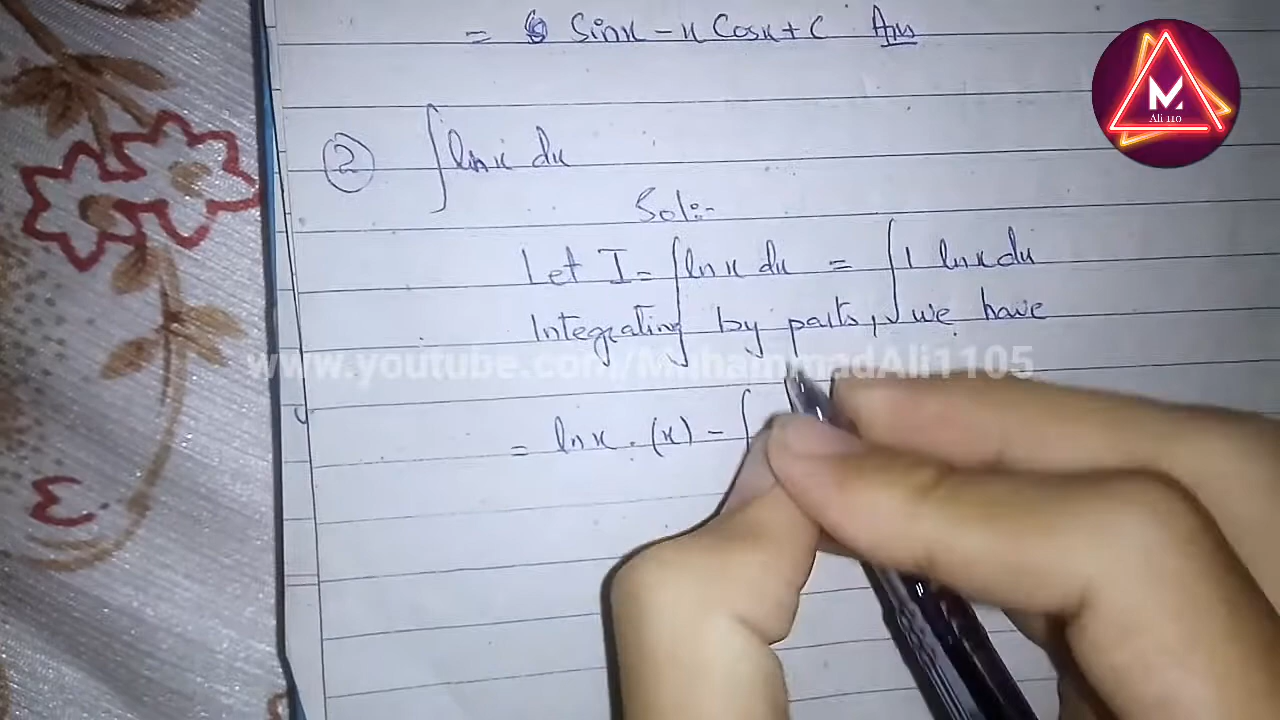 = Sinx - x Cosx + C Ans
M
Ali 110
② ∫ lnx dx
Sol:-
Let I = ∫ lnx dx = ∫ 1 lnx dx
Integrating by parts, we have
www.youtube.com/MuhammadAli1105
= lnx . (x) - ∫